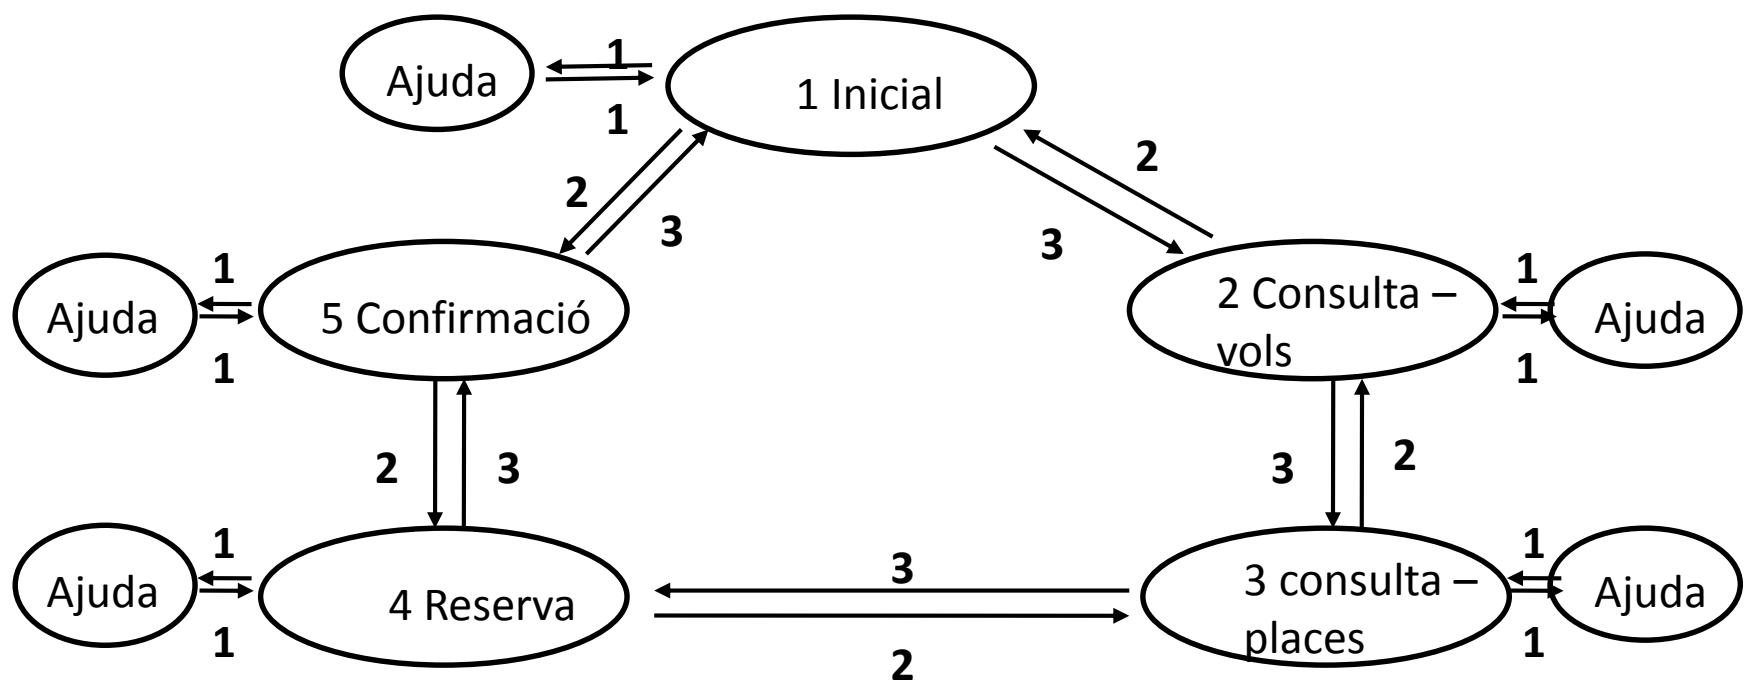 1
Ajuda
1 Inicial
1
2
2
3
3
1
1
Ajuda
5 Confirmació
2 Consulta –
vols
Ajuda
1
1
2
3
3
2
1
3
1
Ajuda
4 Reserva
3 consulta –
places
Ajuda
1
2
1